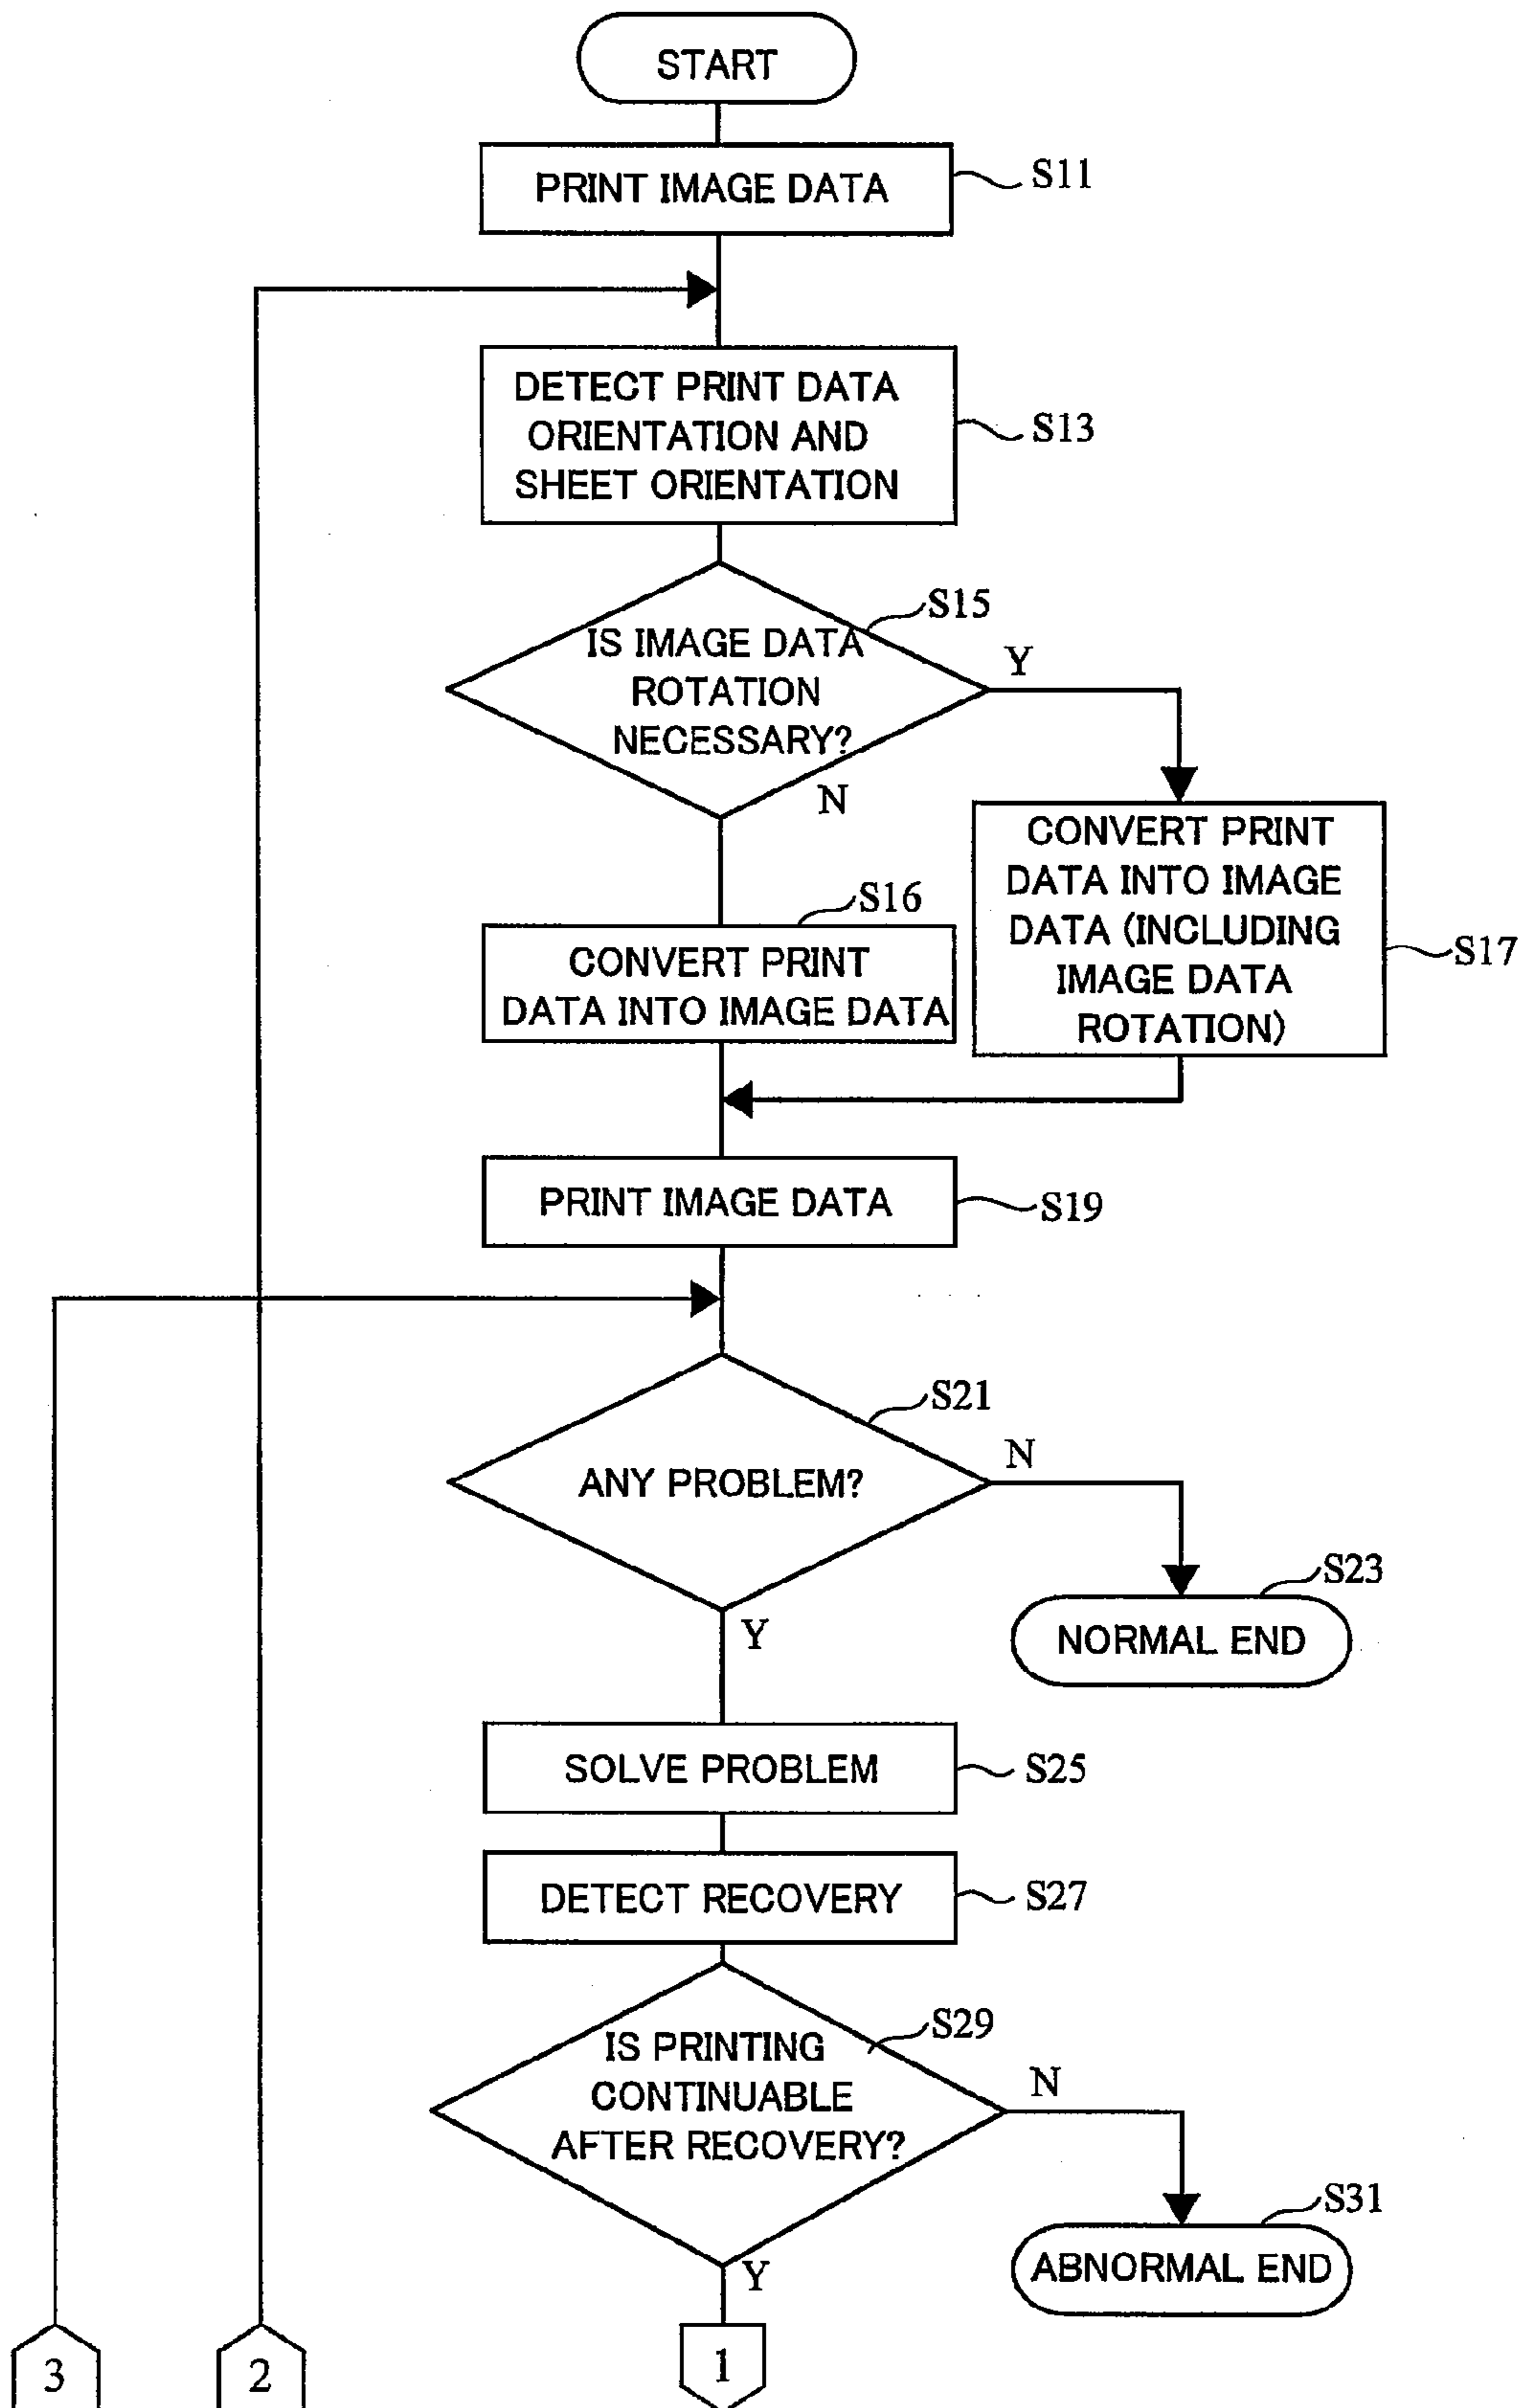 START
PRINT IMAGE DATA
S11
DETECT PRINT DATA
ORIENTATION AND
SHEET ORIENTATION
S13
S15
IS IMAGE DATA
ROTATION
NECESSARY?
Y
N
CONVERT PRINT
DATA INTO IMAGE
DATA (INCLUDING
IMAGE DATA
ROTATION)
S17
S16
CONVERT PRINT
DATA INTO IMAGE DATA
PRINT IMAGE DATA
S19
S21
ANY PROBLEM?
N
Y
S23
NORMAL END
SOLVE PROBLEM
S25
DETECT RECOVERY
S27
S29
IS PRINTING
CONTINUABLE
AFTER RECOVERY?
N
Y
S31
ABNORMAL END
3
2
1